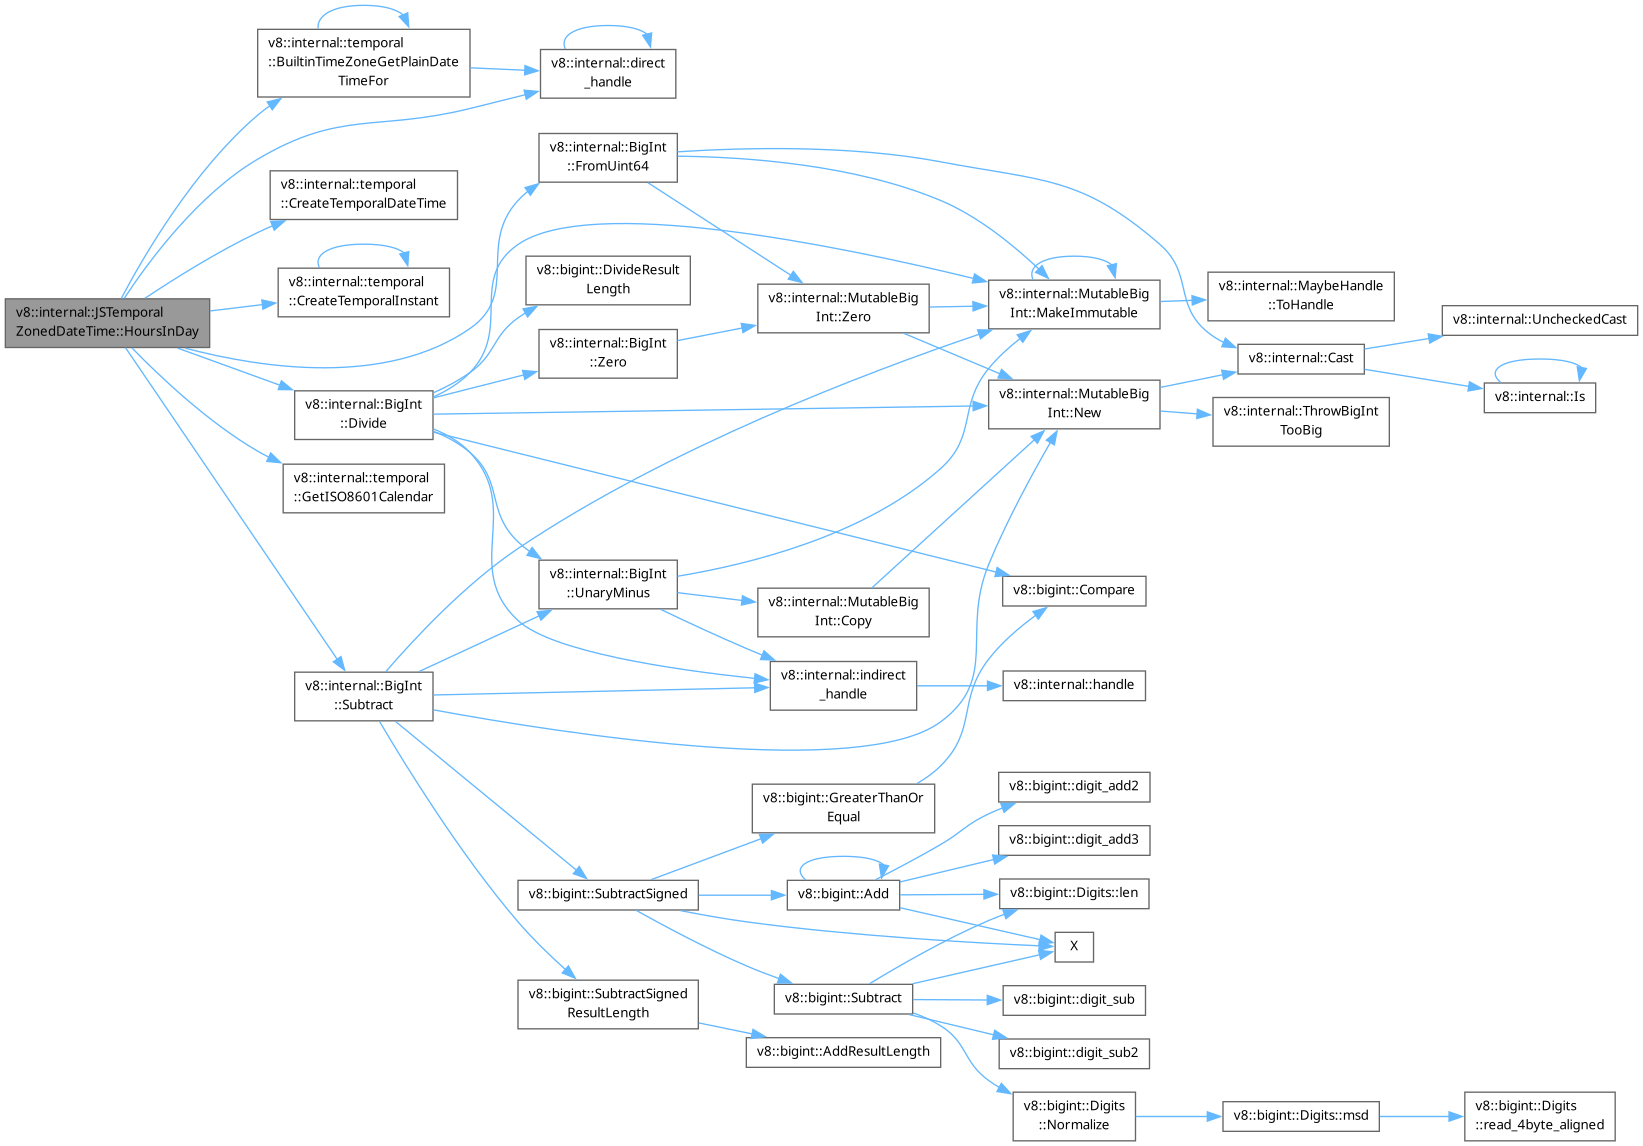 v8::internal::JSTemporal
ZonedDateTime::HoursInDay
v8::internal::temporal
::BuiltinTimeZoneGetPlainDate
TimeFor
v8::internal::direct
_handle
v8::internal::temporal
::CreateTemporalDateTime
v8::internal::temporal
::CreateTemporalInstant
v8::internal::BigInt
::Divide
v8::internal::temporal
::GetISO8601Calendar
v8::internal::BigInt
::Subtract
v8::internal::BigInt
::FromUint64
v8::bigint::DivideResult
Length
v8::internal::BigInt
::Zero
v8::internal::BigInt
::UnaryMinus
v8::bigint::SubtractSigned
v8::bigint::SubtractSigned
ResultLength
v8::internal::MutableBig
Int::Zero
v8::internal::MutableBig
Int::Copy
v8::internal::indirect
_handle
v8::bigint::GreaterThanOr
Equal
v8::bigint::Add
v8::bigint::Subtract
v8::bigint::AddResultLength
v8::internal::MutableBig
Int::MakeImmutable
v8::internal::MutableBig
Int::New
v8::bigint::Compare
v8::internal::handle
v8::bigint::digit_add2
v8::bigint::digit_add3
v8::bigint::Digits::len
X
v8::bigint::digit_sub
v8::bigint::digit_sub2
v8::bigint::Digits
::Normalize
v8::internal::MaybeHandle
::ToHandle
v8::internal::Cast
v8::internal::ThrowBigInt
TooBig
v8::bigint::Digits::msd
v8::internal::UncheckedCast
v8::internal::Is
v8::bigint::Digits
::read_4byte_aligned